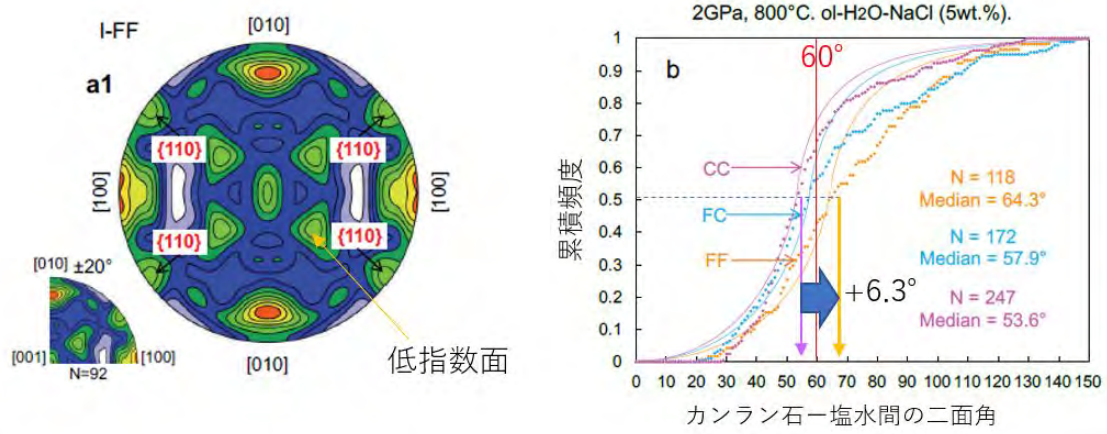 I-FF
a1
[010]
[100]
[100]
{110}
{110}
{110}
{110}
[010]
[010]
±20°
[001]
[100]
N=92
低指数面
2GPa, 800°C. ol-H2O-NaCl (5wt.%).
b
60°
CC
FC
FF
+6.3°
N = 118
Median = 64.3°
N = 172
Median = 57.9°
N = 247
Median = 53.6°
累積頻度
1
0.9
0.8
0.7
0.6
0.5
0.4
0.3
0.2
0.1
0
0 10 20 30 40 50 60 70 80 90 100 110 120 130 140 150
カンラン石ー塩水間の二面角